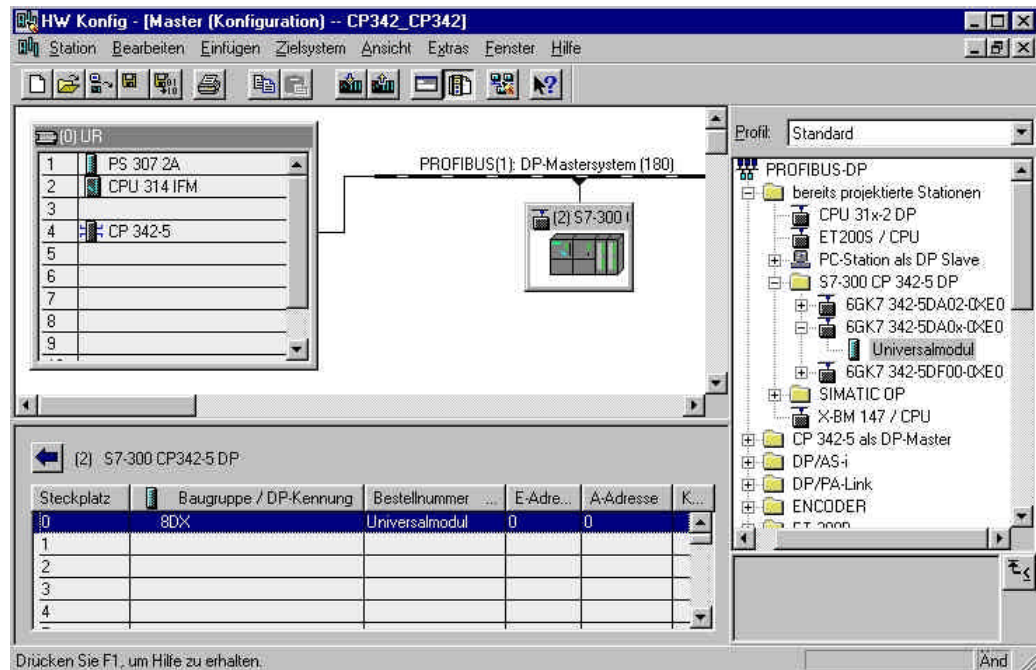 HW Konfig - [Master (Konfiguration) -- CP342_CP342]
Station Bearbeiten Einfügen Zielsystem Ansicht Extras Fenster Hilfe
(0) UR
1 PS 307 2A
2 CPU 314 IFM
3
4 CP 342-5
5
6
7
8
9
PROFIBUS(1): DP-Mastersystem (180)
(2) S7-300
Profil: Standard
PROFIBUS-DP
bereits projektierte Stationen
CPU 31x-2 DP
ET200S / CPU
PC-Station als DP Slave
S7-300 CP 342-5 DP
6GK7 342-5DA02-0XE0
6GK7 342-5DA0x-0XE0
Universalmodul
6GK7 342-5DF00-0XE0
SIMATIC OP
X-BM 147 / CPU
CP 342-5 als DP-Master
DP/AS-i
DP/PA-Link
ENCODER
(2) S7-300 CP342-5 DP
Steckplatz Baugruppe / DP-Kennung Bestellnummer ... E-Adre... A-Adresse K...
0 8DX Universalmodul 0 0
1
2
3
4
Drücken Sie F1, um Hilfe zu erhalten.
Änd